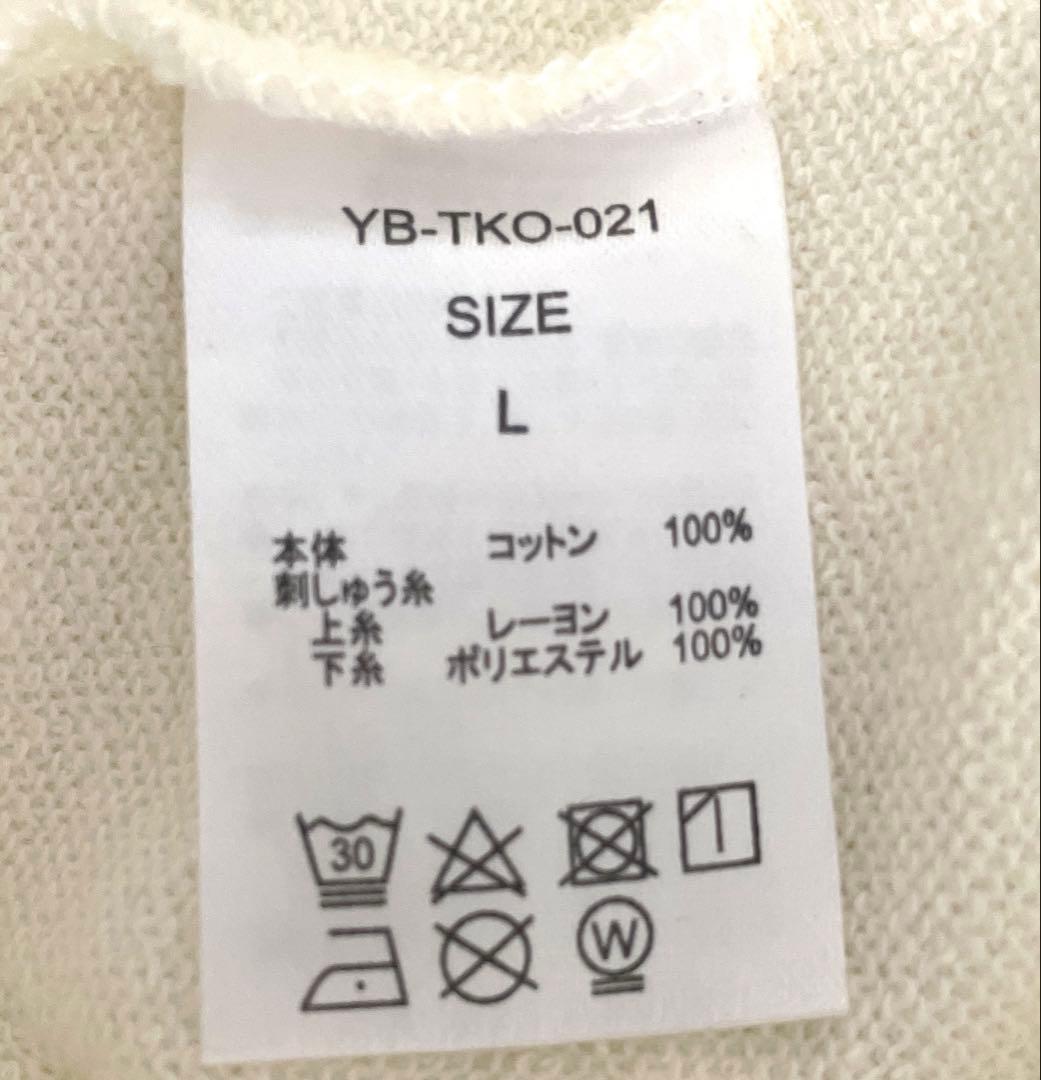 YB-TKO-021
SIZE
L
本体 コットン 100%
刺しゅう糸
上糸 レーヨン 100%
下糸 ポリエステル 100%
30
W